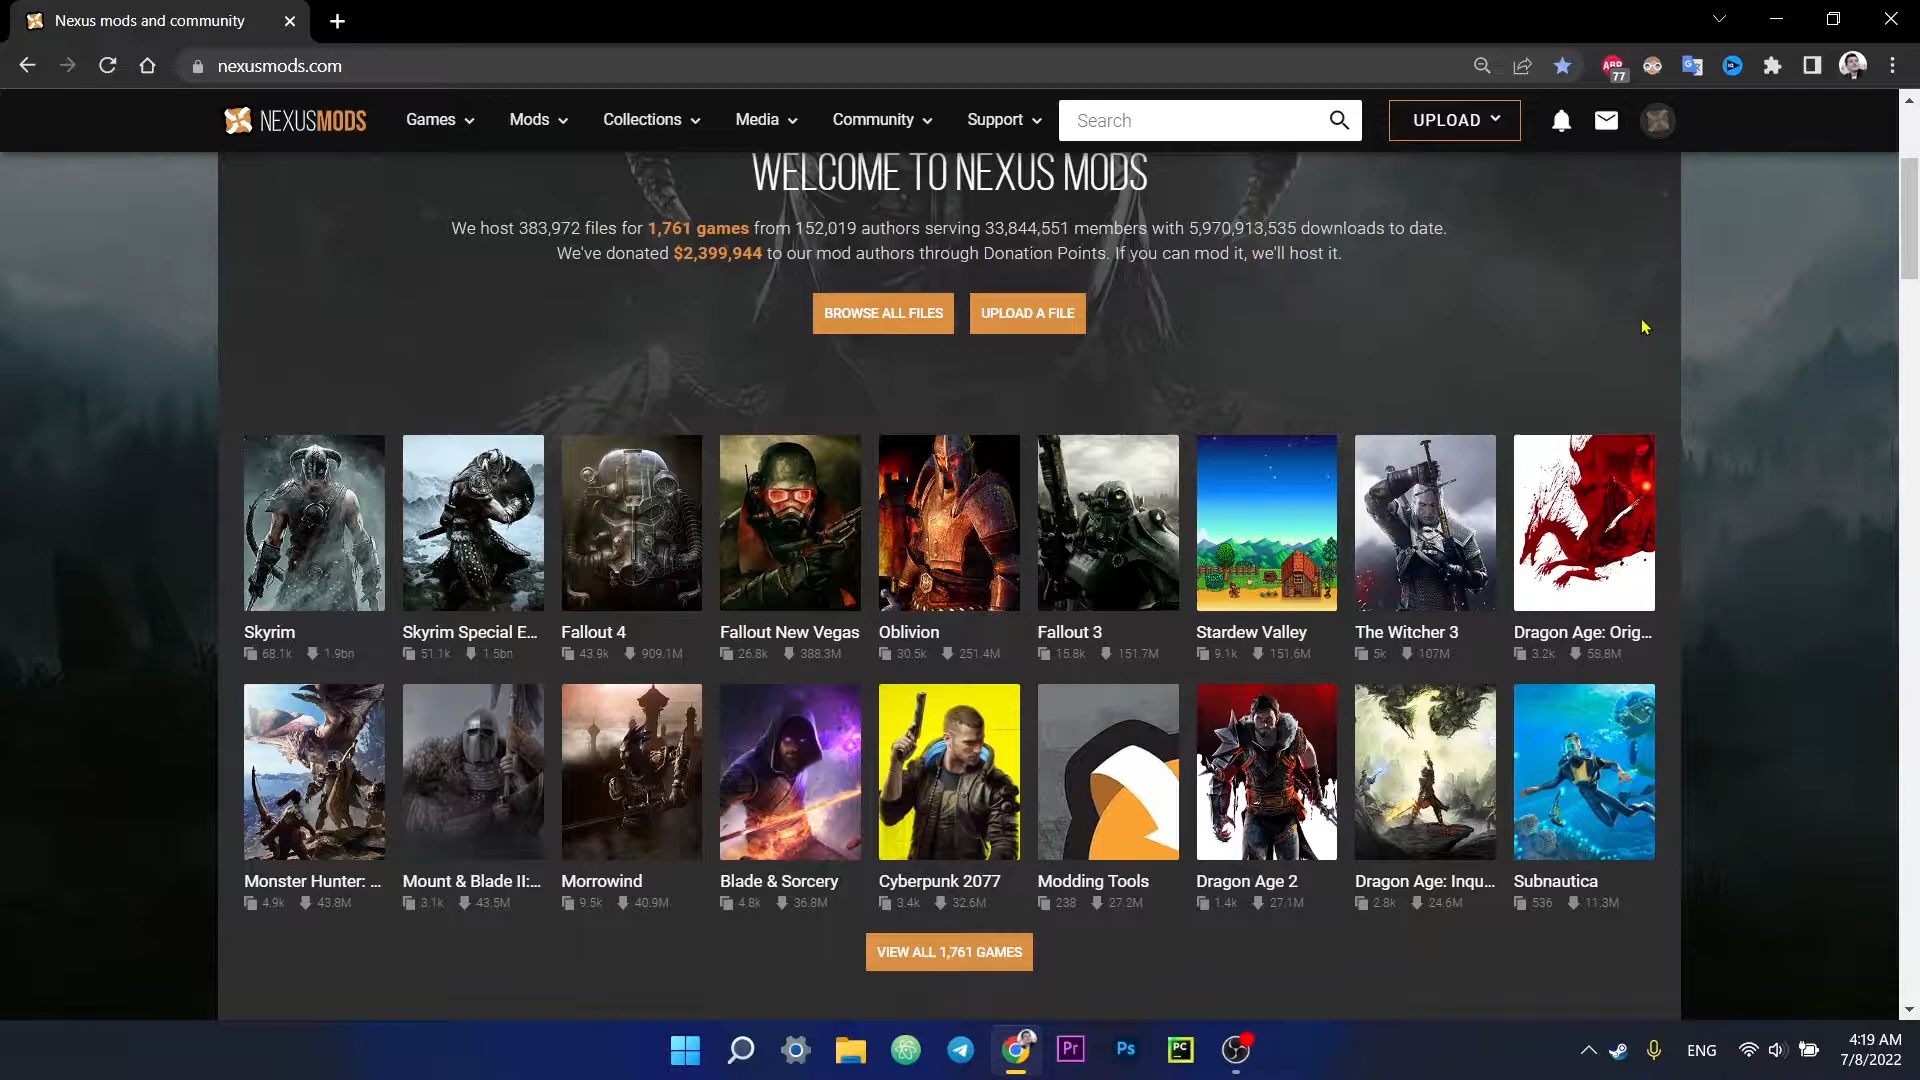 Nexus mods and community
nexusmods.com
ABP
77
NEXUSMODS
Games
Mods
Collections
Media
Community
Support
Search
UPLOAD
WELCOME TO NEXUS MODS
We host 383,972 files for 1,761 games from 152,019 authors serving 33,844,551 members with 5,970,913,535 downloads to date.
We've donated $2,399,944 to our mod authors through Donation Points. If you can mod it, we'll host it.
BROWSE ALL FILES
UPLOAD A FILE
Skyrim
68.1k 1.9bn
Skyrim Special E...
51.1k 1.5bn
Fallout 4
43.9k 909.1M
Fallout New Vegas
26.8k 388.3M
Oblivion
30.5k 251.4M
Fallout 3
15.8k 151.7M
Stardew Valley
9.1k 151.6M
The Witcher 3
5k 107M
Dragon Age: Orig...
3.2k 58.8M
Monster Hunter: ...
4.9k 43.8M
Mount & Blade II:...
3.1k 43.5M
Morrowind
9.5k 40.9M
Blade & Sorcery
4.8k 36.8M
Cyberpunk 2077
3.4k 32.6M
Modding Tools
238 27.2M
Dragon Age 2
1.4k 27.1M
Dragon Age: Inqu...
2.8k 24.6M
Subnautica
536 11.3M
VIEW ALL 1,761 GAMES
Pr
Ps
PC
ENG
4:19 AM
7/8/2022